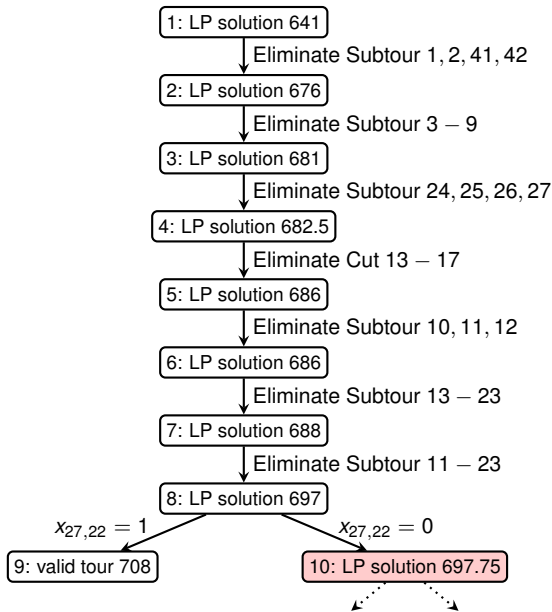 1: LP solution 641
Eliminate Subtour 1, 2, 41, 42
2: LP solution 676
Eliminate Subtour 3 − 9
3: LP solution 681
Eliminate Subtour 24, 25, 26, 27
4: LP solution 682.5
Eliminate Cut 13 − 17
5: LP solution 686
Eliminate Subtour 10, 11, 12
6: LP solution 686
Eliminate Subtour 13 − 23
7: LP solution 688
Eliminate Subtour 11 − 23
8: LP solution 697
x27,22 = 1
x27,22 = 0
9: valid tour 708
10: LP solution 697.75